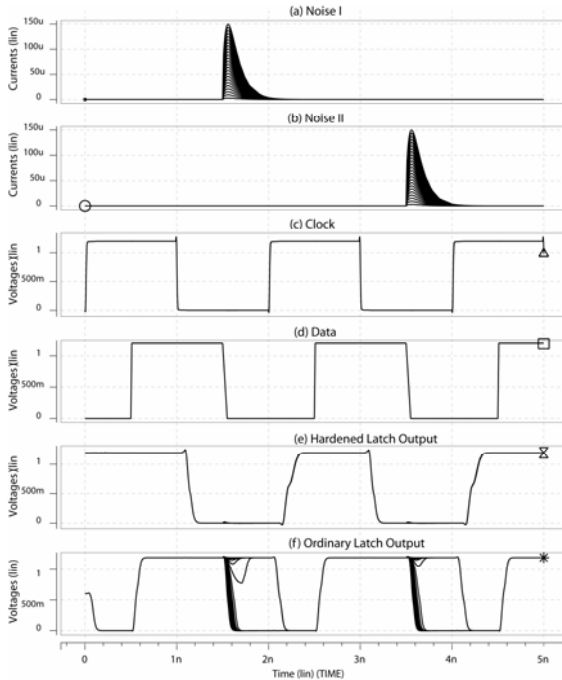 (a) Noise I
Currents (lin)
150u
100u
50u
0
(b) Noise II
Currents (lin)
150u
100u
50u
0
(c) Clock
Voltages](lin
1
500m
0
(d) Data
Voltages](lin
1
500m
0
(e) Hardened Latch Output
Voltages](lin
1
500m
0
(f) Ordinary Latch Output
Voltages (lin)
1
500m
0
0 1n 2n 3n 4n 5n
Time (lin) (TIME)